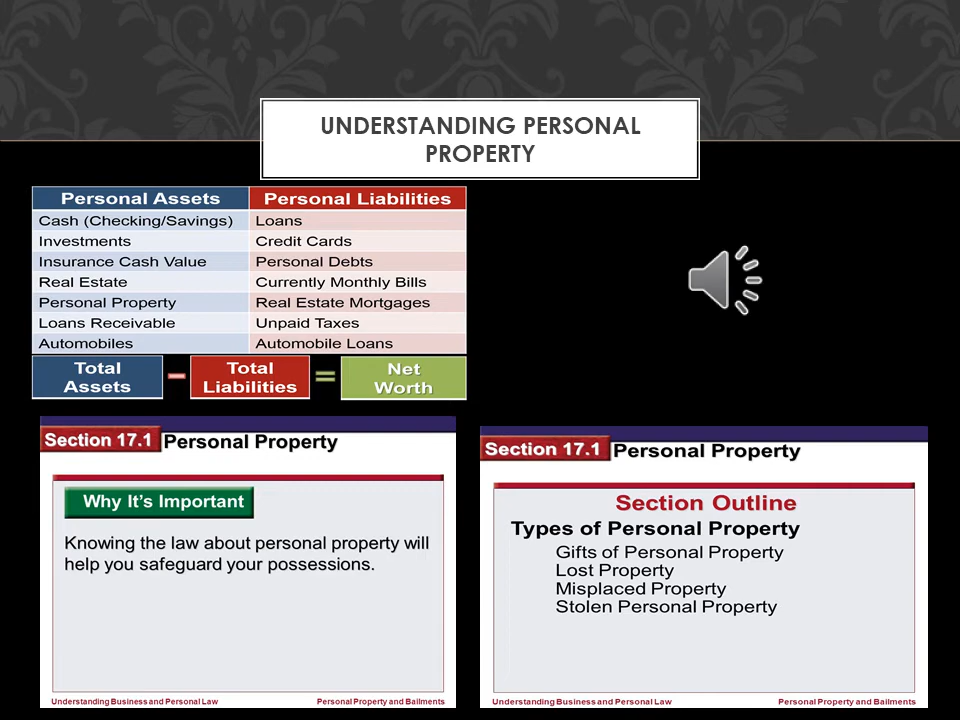 UNDERSTANDING PERSONAL
PROPERTY
Personal Assets Personal Liabilities
Cash (Checking/Savings) Loans
Investments Credit Cards
Insurance Cash Value Personal Debts
Real Estate Currently Monthly Bills
Personal Property Real Estate Mortgages
Loans Receivable Unpaid Taxes
Automobiles Automobile Loans
Total Assets − Total Liabilities = Net Worth
Section 17.1 Personal Property
Why It's Important
Knowing the law about personal property will
help you safeguard your possessions.
Understanding Business and Personal Law Personal Property and Bailments
Section 17.1 Personal Property
Section Outline
Types of Personal Property
Gifts of Personal Property
Lost Property
Misplaced Property
Stolen Personal Property
Understanding Business and Personal Law Personal Property and Bailments